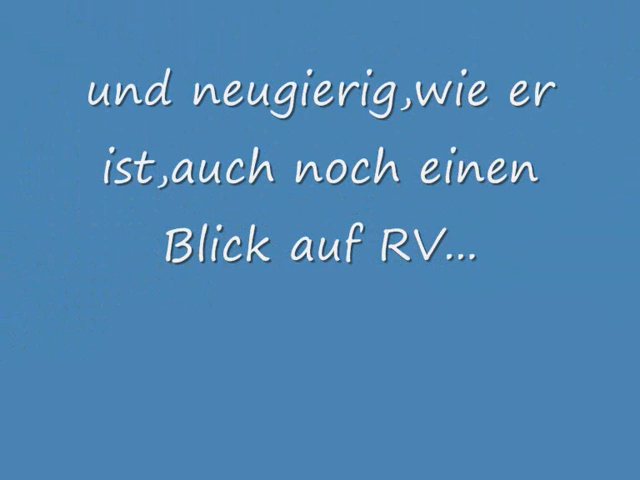 und neugierig,wie er
ist,auch noch einen
Blick auf RV...